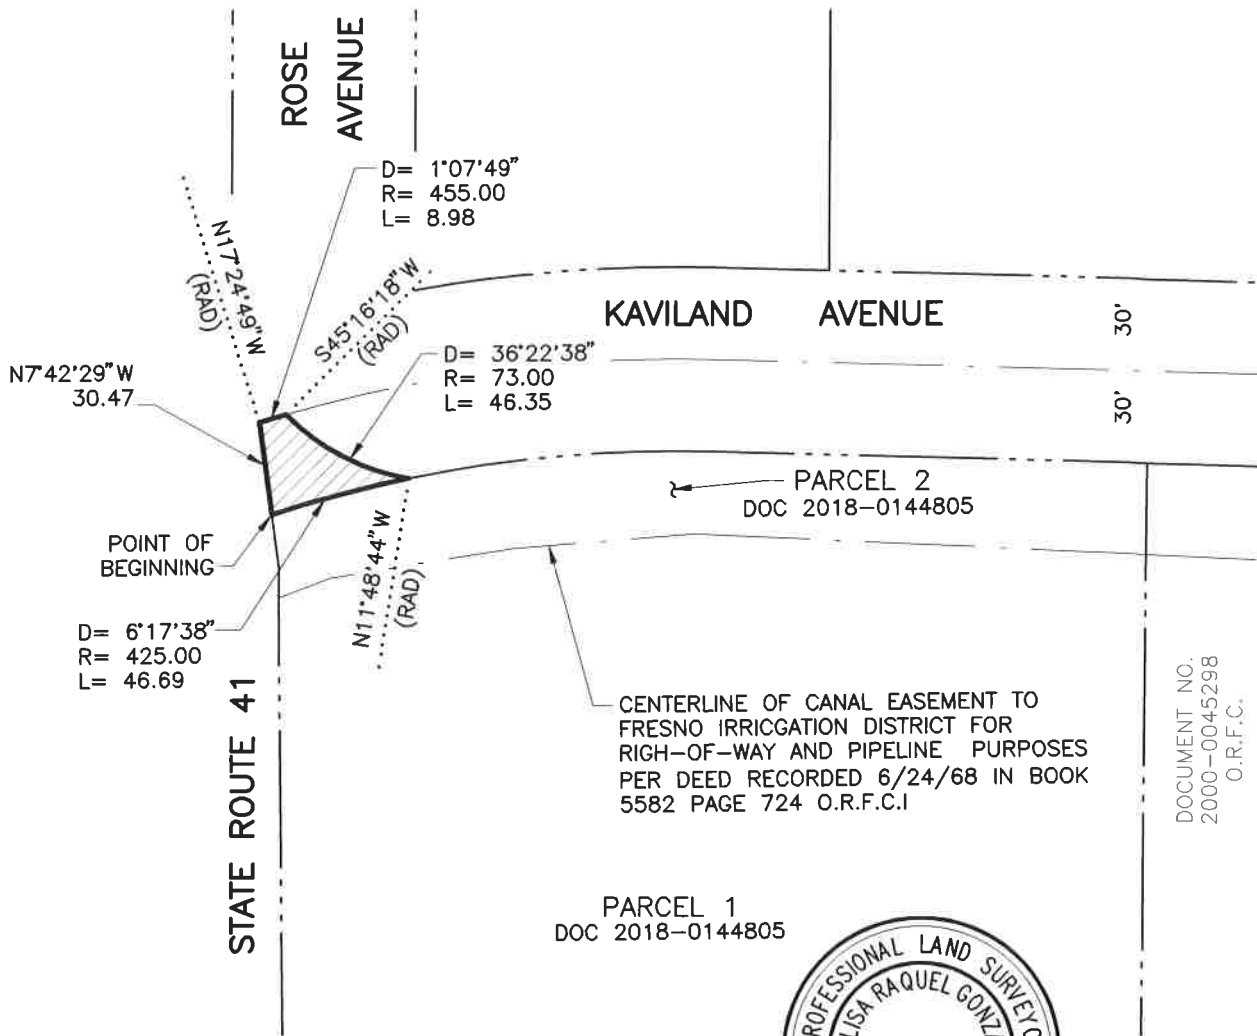 ROSE
AVENUE
D= 1°07'49"
R= 455.00
L= 8.98
N17°24'49"W
(RAD)
S45°16'18"W
(RAD)
KAVILAND AVENUE
30'
30'
D= 36°22'38"
R= 73.00
L= 46.35
N7°42'29"W
30.47
PARCEL 2
DOC 2018-0144805
POINT OF
BEGINNING
N11°48'44"W
(RAD)
D= 6°17'38"
R= 425.00
L= 46.69
STATE ROUTE 41
CENTERLINE OF CANAL EASEMENT TO
FRESNO IRRICGATION DISTRICT FOR
RIGH-OF-WAY AND PIPELINE PURPOSES
PER DEED RECORDED 6/24/68 IN BOOK
5582 PAGE 724 O.R.F.C.I
DOCUMENT NO.
2000-0045298
O.R.F.C.
PARCEL 1
DOC 2018-0144805
PROFESSIONAL LAND SURVEYO
LISA RAQUEL GONZA